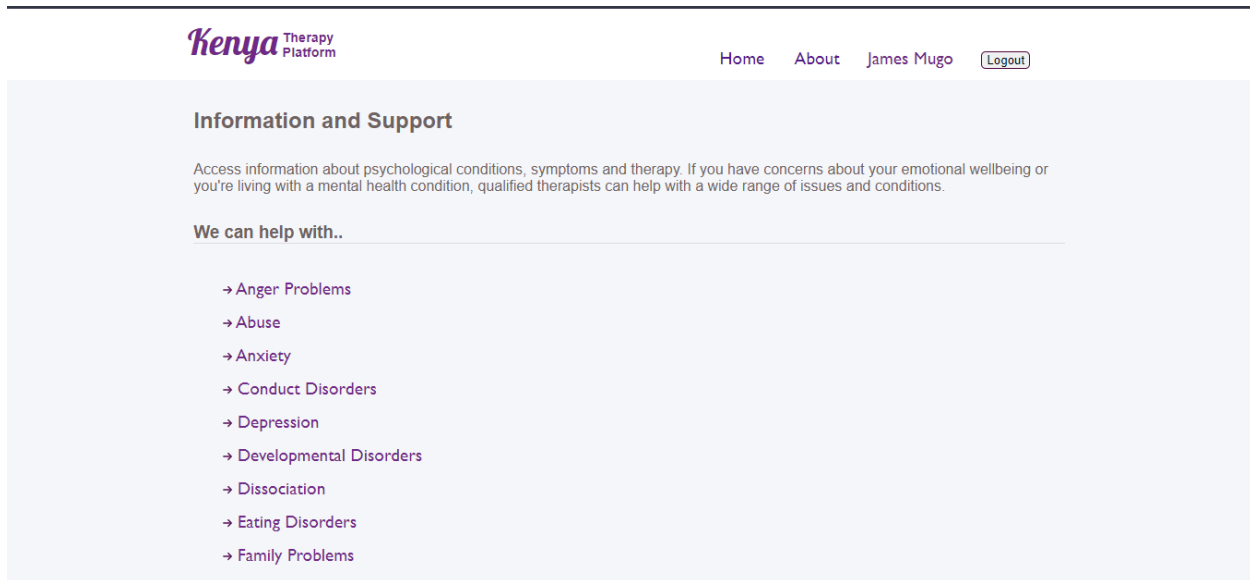 Kenya Therapy Platform
Home About James Mugo Logout
Information and Support
Access information about psychological conditions, symptoms and therapy. If you have concerns about your emotional wellbeing or
you're living with a mental health condition, qualified therapists can help with a wide range of issues and conditions.
We can help with..
→ Anger Problems
→ Abuse
→ Anxiety
→ Conduct Disorders
→ Depression
→ Developmental Disorders
→ Dissociation
→ Eating Disorders
→ Family Problems